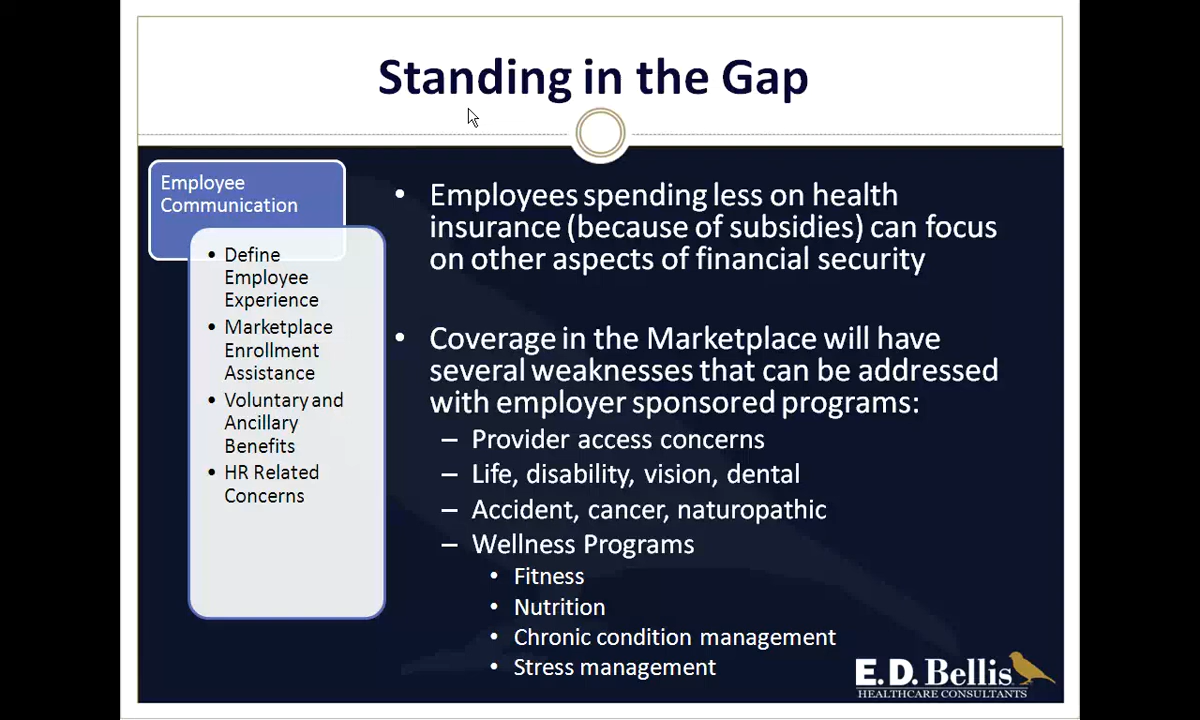 Standing in the Gap
Employee
Communication
• Define
Employee
Experience
• Marketplace
Enrollment
Assistance
• Voluntary and
Ancillary
Benefits
• HR Related
Concerns
• Employees spending less on health
insurance (because of subsidies) can focus
on other aspects of financial security
• Coverage in the Marketplace will have
several weaknesses that can be addressed
with employer sponsored programs:
– Provider access concerns
– Life, disability, vision, dental
– Accident, cancer, naturopathic
– Wellness Programs
• Fitness
• Nutrition
• Chronic condition management
• Stress management
E.D. Bellis
HEALTHCARE CONSULTANTS